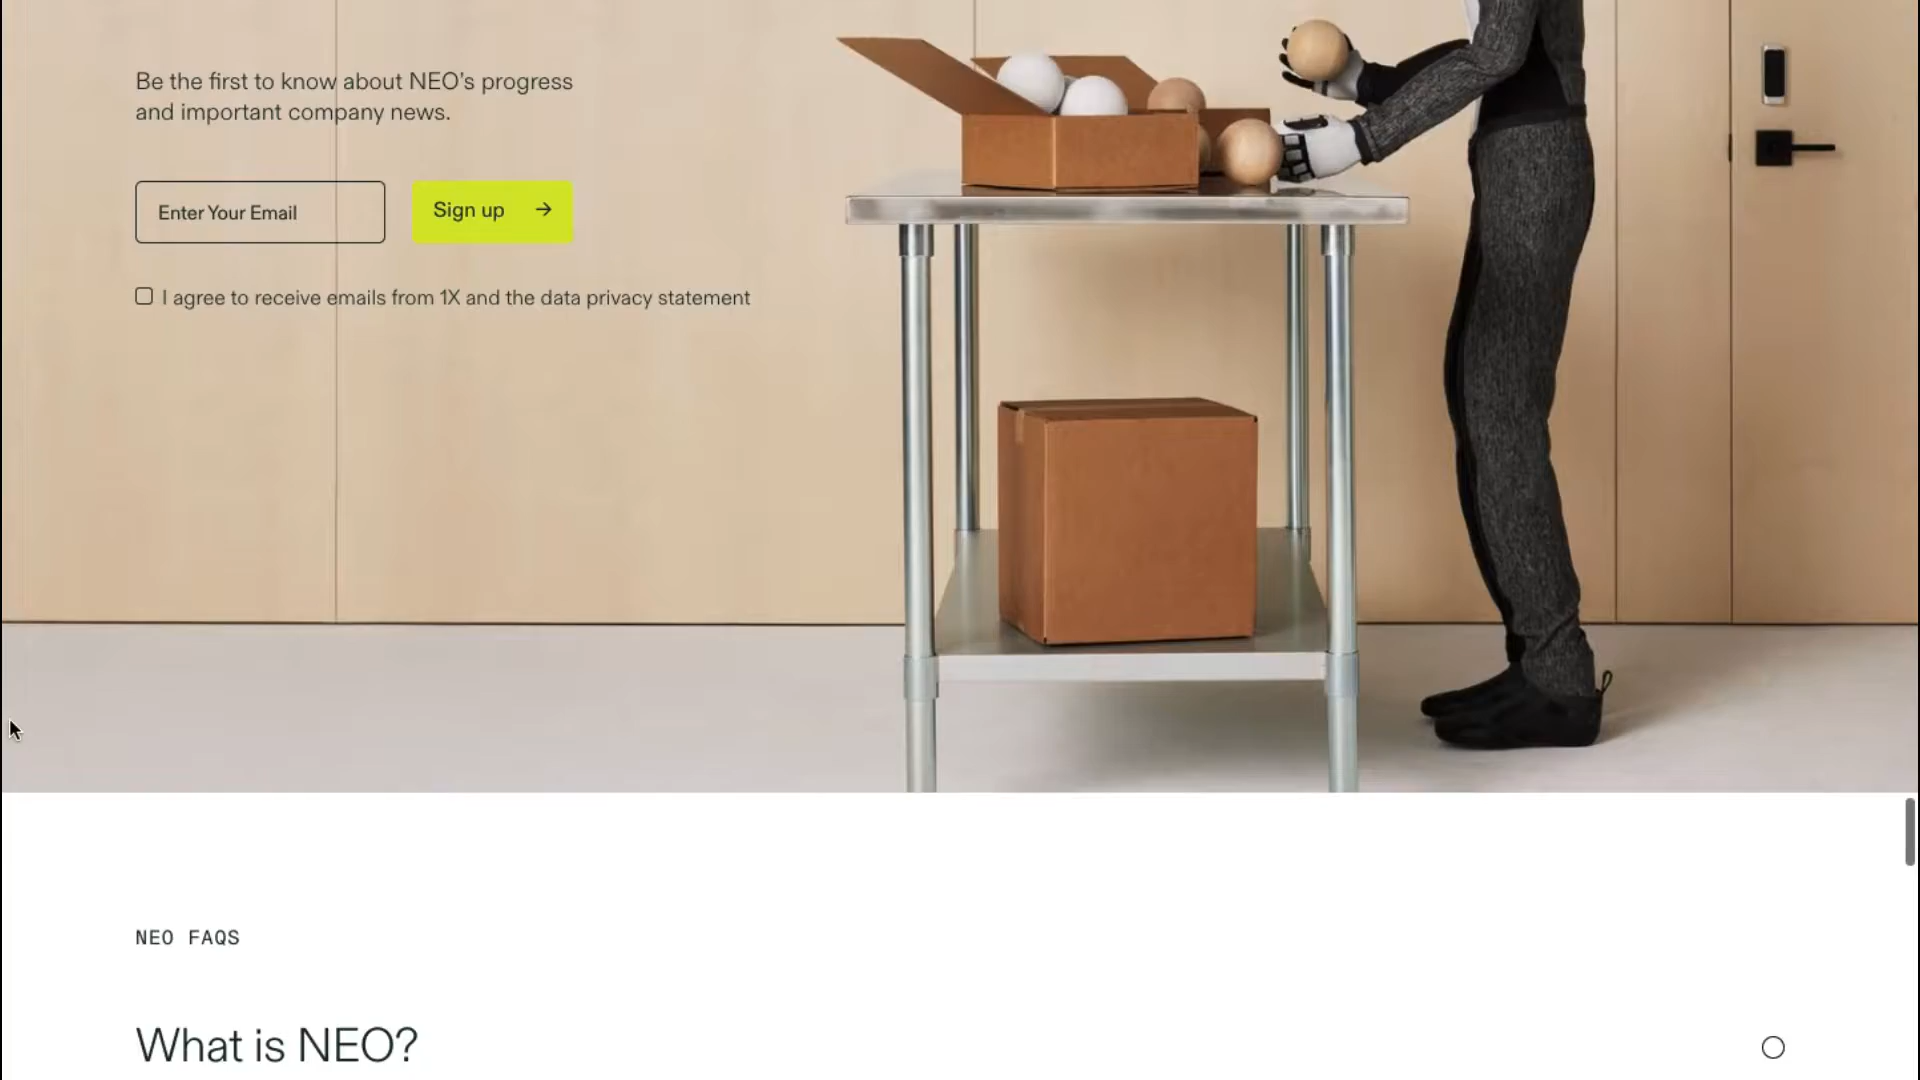 Be the first to know about NEO's progress
and important company news.
Enter Your Email
Sign up
I agree to receive emails from 1X and the data privacy statement
NEO FAQS
What is NEO?